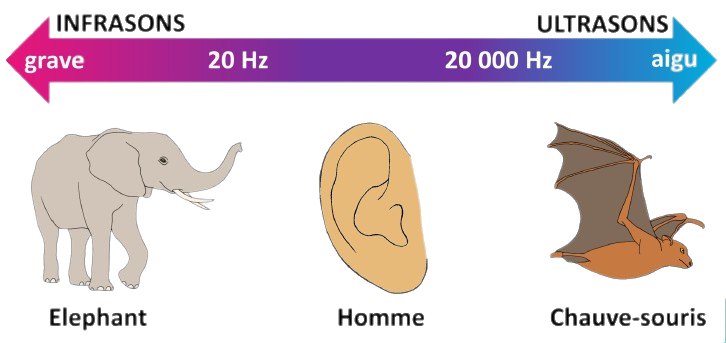 INFRASONS ULTRASONS
grave 20 Hz 20 000 Hz aigu
Elephant Homme Chauve-souris